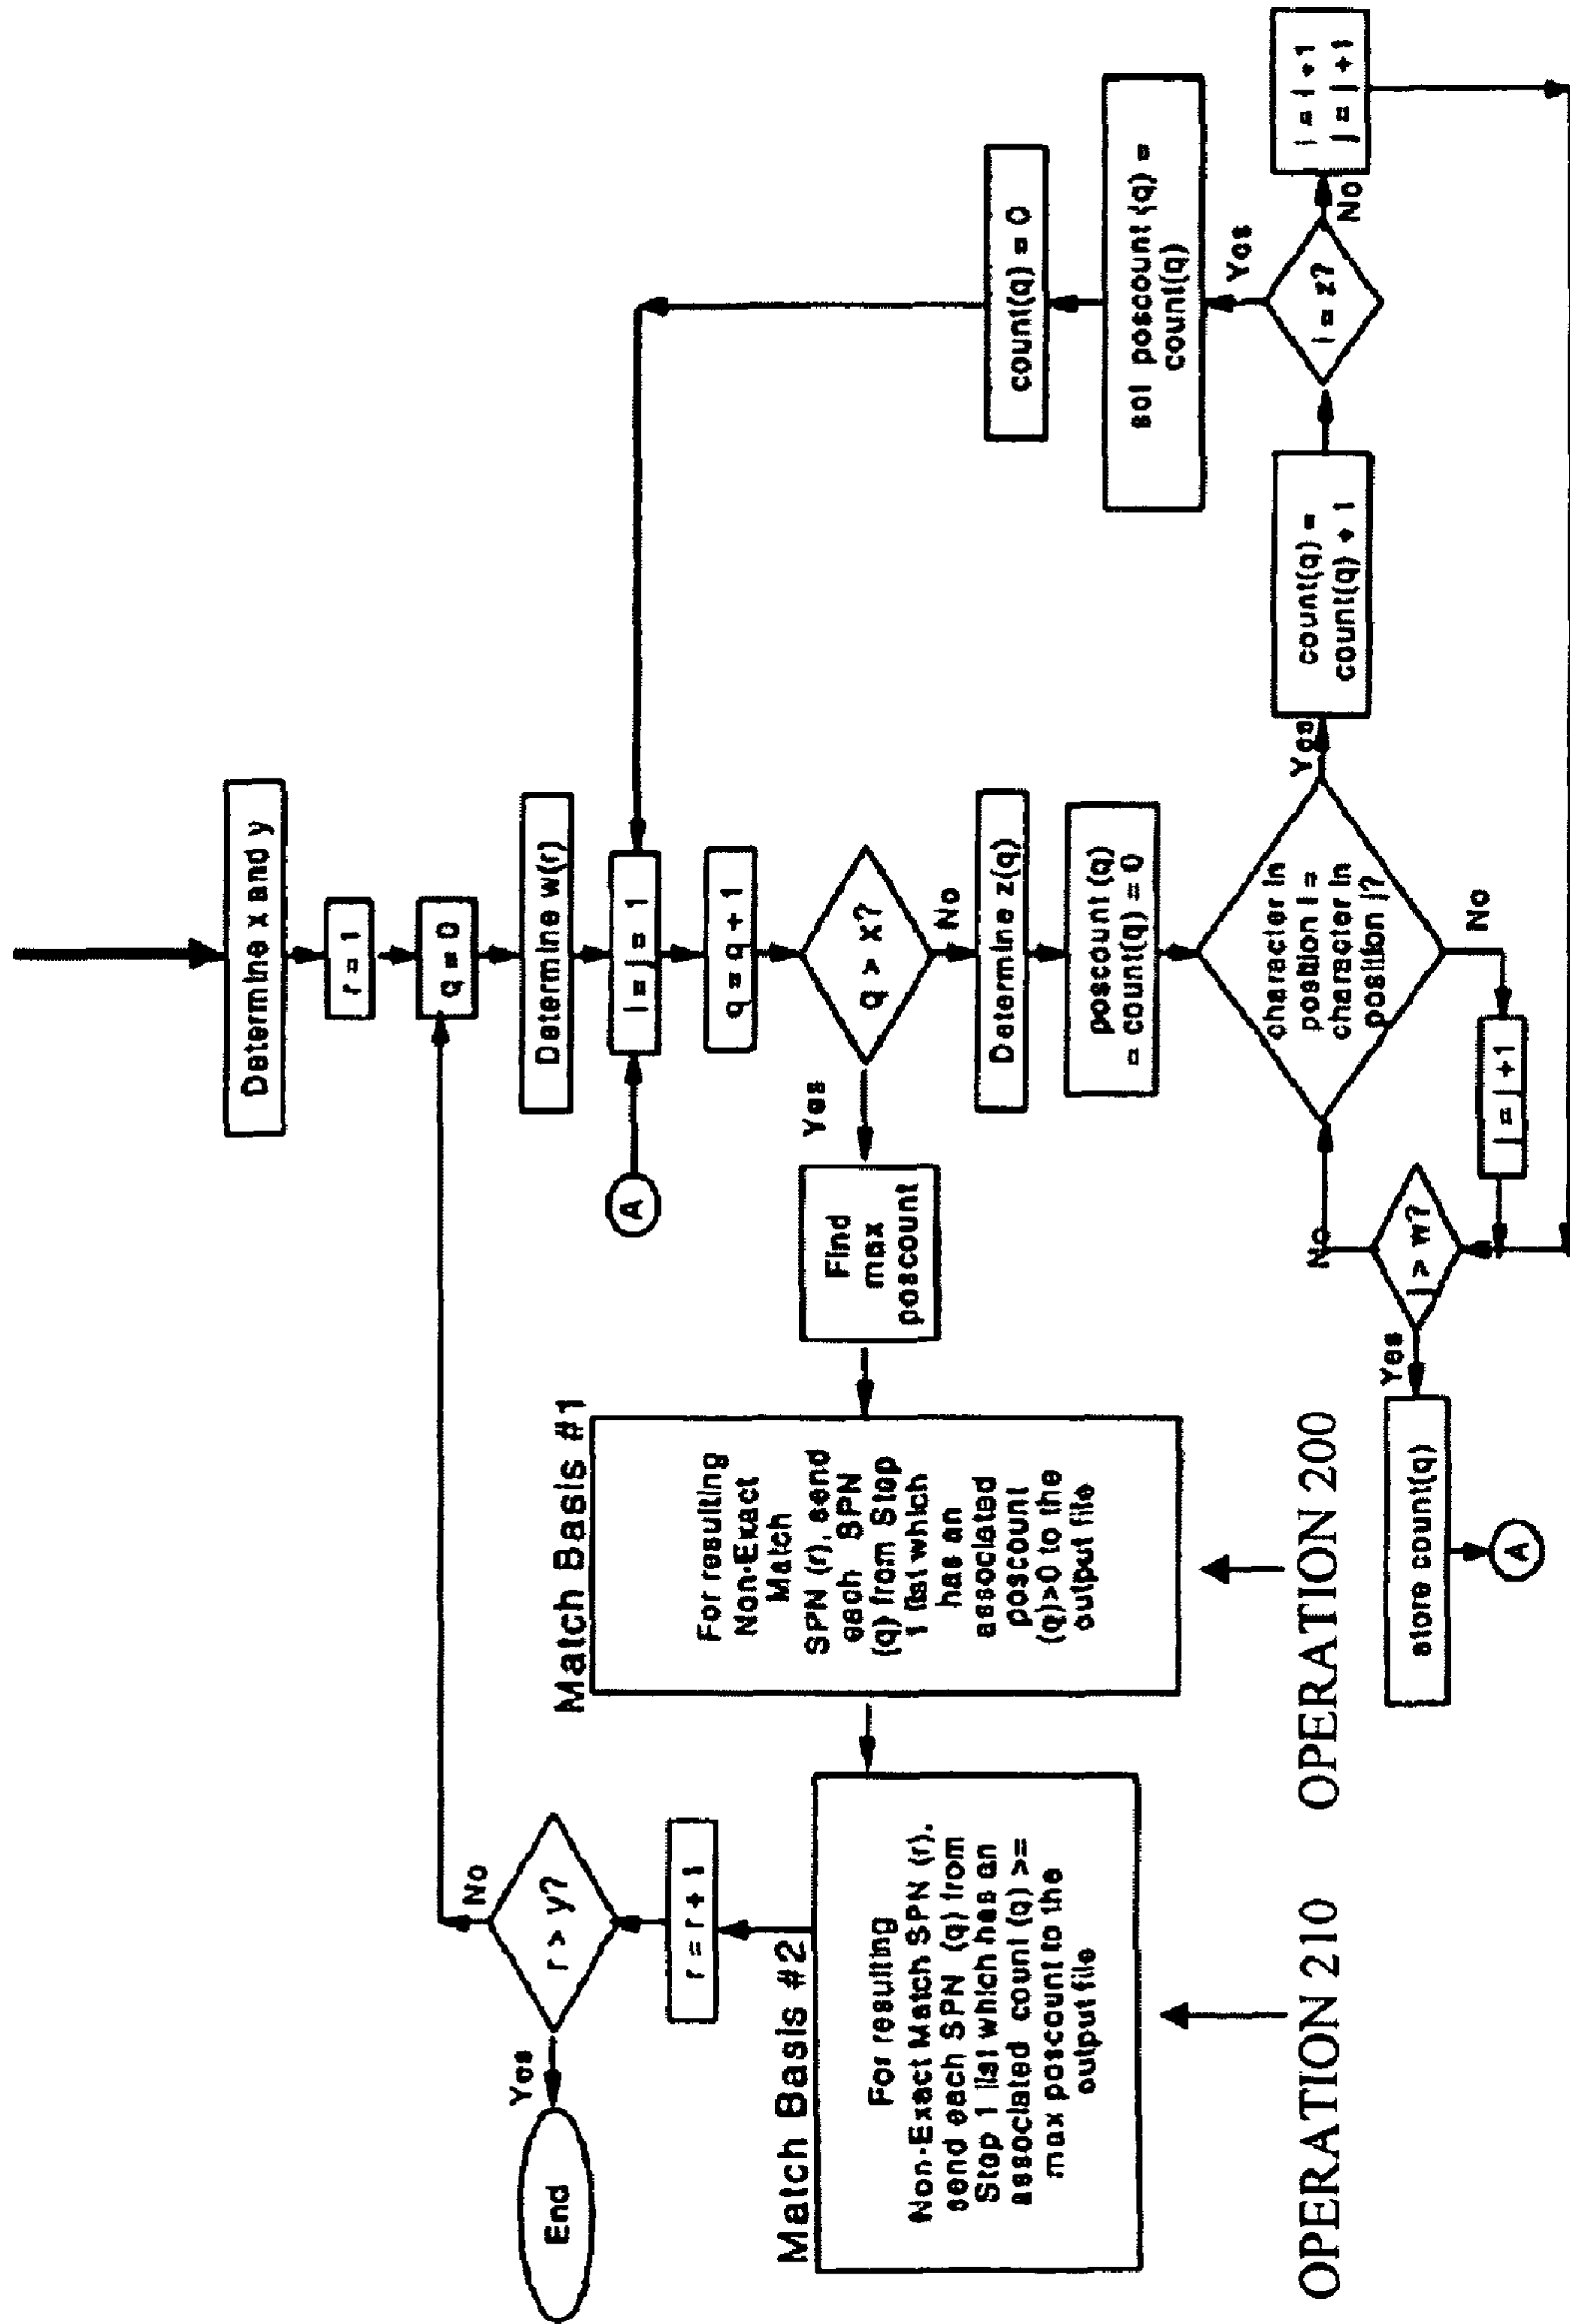 Determine x and y
r = 1
q = 0
Determine w(r)
i = j = 1
A
q = q + 1
q > x?
Yes
No
Find
max
poscount
Determine z(q)
poscount (q)
= count(q) = 0
character in
position i =
character in
position j?
Yes
No
count(q) =
count(q) + 1
i = z?
Yes
No
set poscount (q) =
count(q)
count(q) = 0
i = i + 1
j = j + 1
j = j + 1
j > w?
No
Yes
store count(q)
A
Match Basis #1
For resulting
Non-Exact
Match
SPN (r), send
each SPN
(q) from Step
1 list which
has an
associated
poscount
(q)>0 to the
output file
OPERATION 200
Match Basis #2
For resulting
Non-Exact Match SPN (r).
send each SPN (q) from
Step 1 list which has an
associated count (q) >=
max poscount to the
output file
OPERATION 210
r = r + 1
r > y?
No
Yes
End